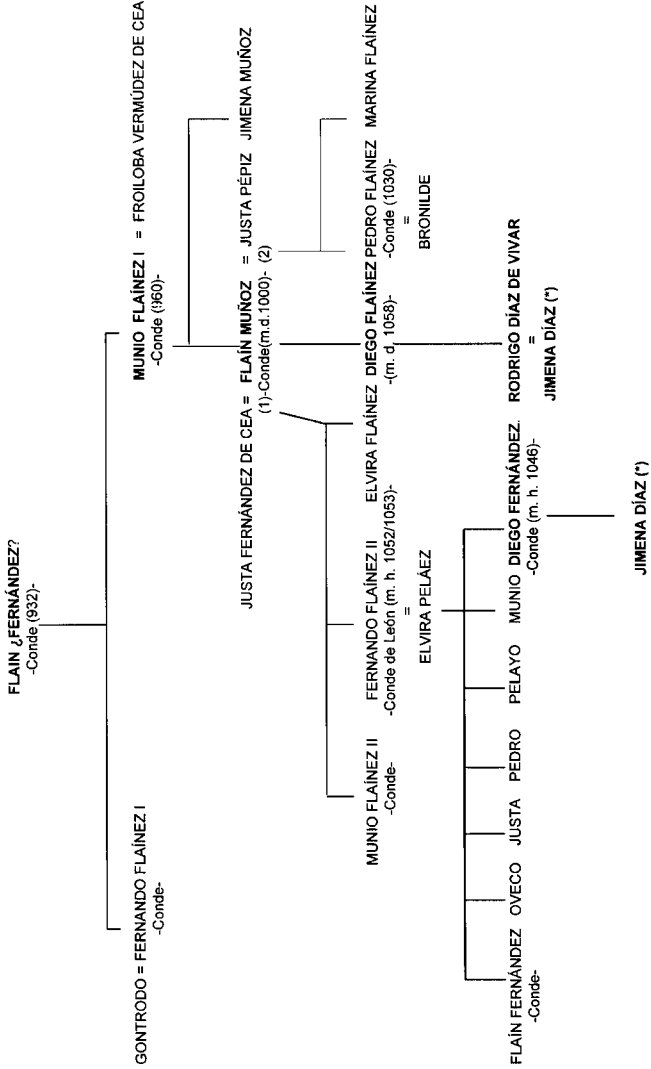 FLAIN ¿FERNÁNDEZ?
-Conde (932)-
GONTRODO = FERNANDO FLAÍNEZ I
-Conde-
MUNIO FLAÍNEZ I = FROILOBA VERMÚDEZ DE CEA
-Conde (960)-
JUSTA FERNÁNDEZ DE CEA = FLAÍN MUÑOZ = JUSTA PÉPIZ JIMENA MUÑOZ
(1)-Conde(m.d.1000)- (2)
MUNIO FLAÍNEZ II
-Conde-
FERNANDO FLAÍNEZ II
-Conde de León (m. h. 1052/1053)-
=
ELVIRA PELÁEZ
ELVIRA FLAÍNEZ
DIEGO FLAÍNEZ
-(m. d. 1058)-
PEDRO FLAÍNEZ
-Conde (1030)-
=
BRONILDE
MARINA FLAÍNEZ
FLAÍN FERNÁNDEZ
-Conde-
OVECO
JUSTA
PEDRO
PELAYO
MUNIO
DIEGO FERNÁNDEZ.
-Conde (m. h. 1046)-
RODRIGO DÍAZ DE VIVAR
=
JIMENA DÍAZ (*)
JIMENA DÍAZ (*)